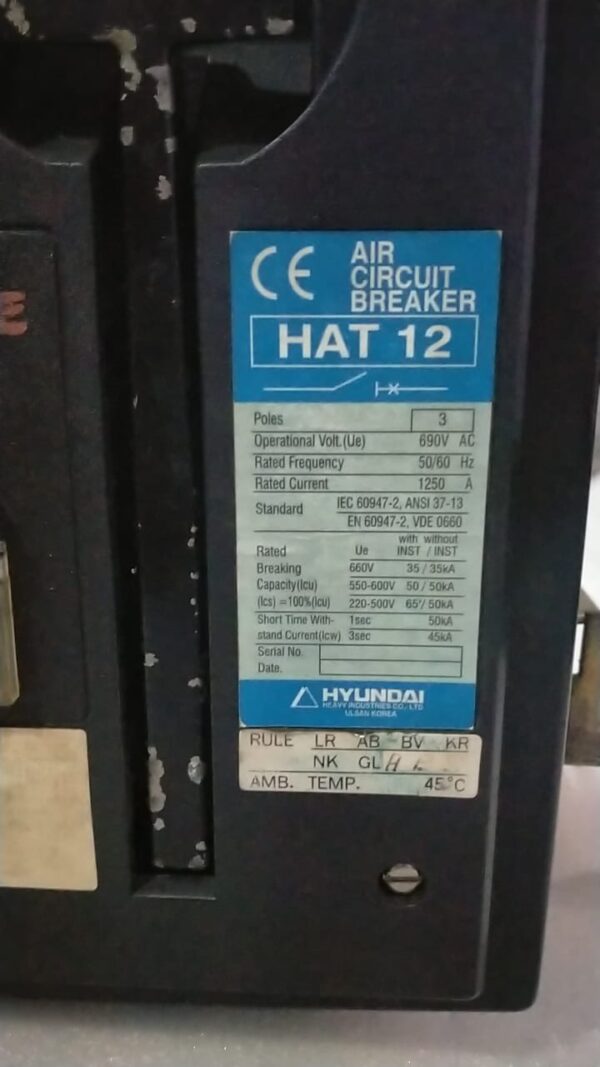 CE AIR
CIRCUIT
BREAKER
HAT 12
Poles 3
Operational Volt.(Ue) 690V AC
Rated Frequency 50/60 Hz
Rated Current 1250 A
Standard IEC 60947-2, ANSI 37-13
EN 60947-2, VDE 0660
with without
Rated Ue INST / INST
Breaking 660V 35 / 35kA
Capacity(Icu) 550-600V 50 / 50kA
(Ics) =100%(Icu) 220-500V 65 / 50kA
Short Time With- 1sec 50kA
stand Current(Icw) 3sec 45kA
Serial No.
Date.
HYUNDAI
HEAVY INDUSTRIES CO., LTD.
ULSAN KOREA
RULE LR AB BV KR
NK GL
AMB. TEMP. 45°C